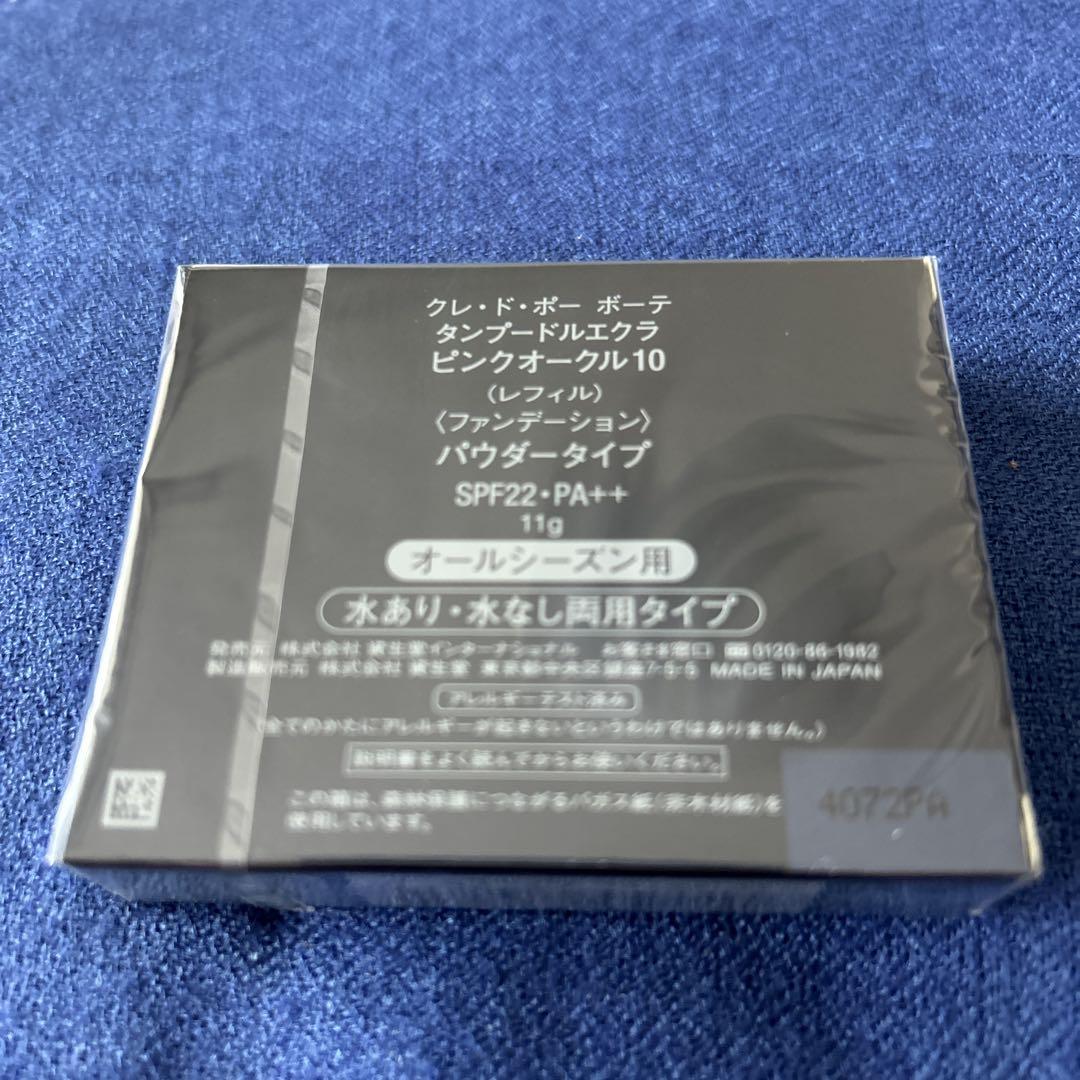 クレ・ド・ポー ボーテ
タンプードルエクラ
ピンクオークル10
(レフィル)
〈ファンデーション〉
パウダータイプ
SPF22・PA++
11g
オールシーズン用
水あり・水なし両用タイプ
発売元 株式会社 資生堂インターナショナル お客さま窓口 0120-86-1982
製造販売元 株式会社 資生堂 東京都中央区銀座7-5-5 MADE IN JAPAN
アレルギーテスト済み
(全てのかたにアレルギーが起きないというわけではありません。)
説明書をよく読んでからお使いください。
この箱は、森林保護につながるバガス紙(非木材紙)を
使用しています。
4072PA